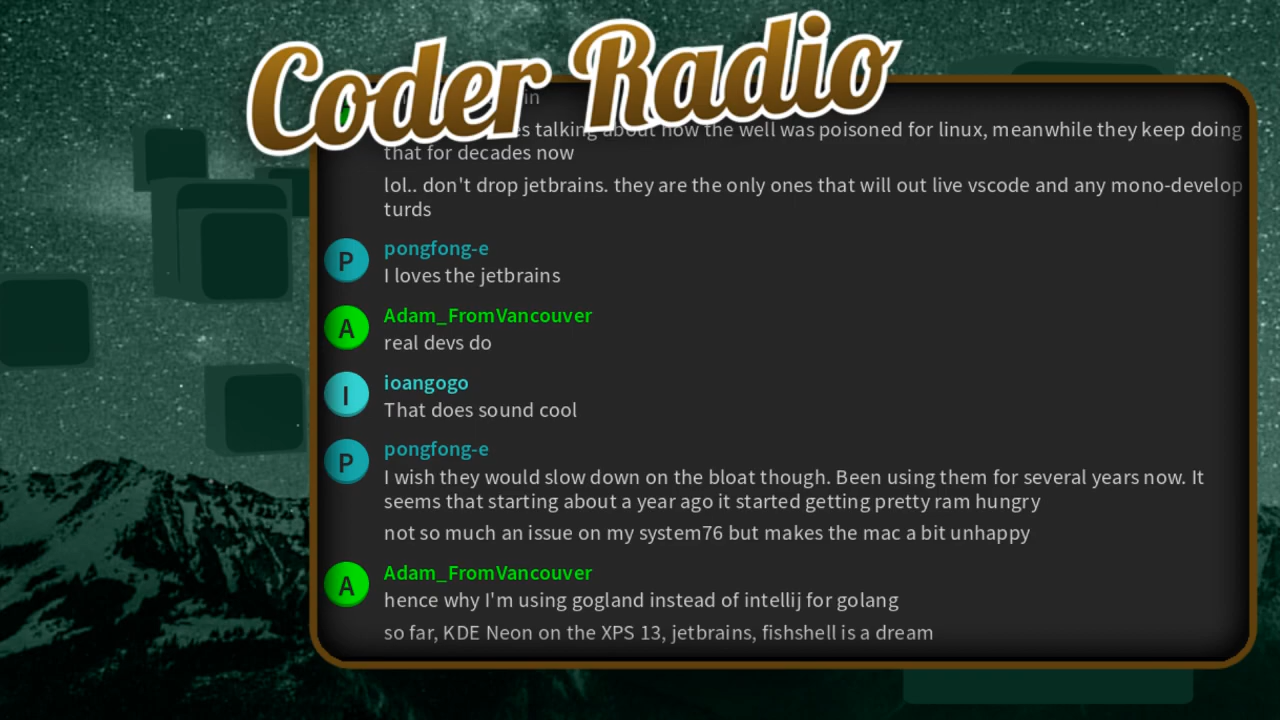 Coder Radio
in
s talking about how the well was poisoned for linux, meanwhile they keep doing
that for decades now
lol.. don't drop jetbrains. they are the only ones that will out live vscode and any mono-develop
turds
P
pongfong-e
I loves the jetbrains
A
Adam_FromVancouver
real devs do
I
ioangogo
That does sound cool
P
pongfong-e
I wish they would slow down on the bloat though. Been using them for several years now. It
seems that starting about a year ago it started getting pretty ram hungry
not so much an issue on my system76 but makes the mac a bit unhappy
A
Adam_FromVancouver
hence why I'm using gogland instead of intellij for golang
so far, KDE Neon on the XPS 13, jetbrains, fishshell is a dream